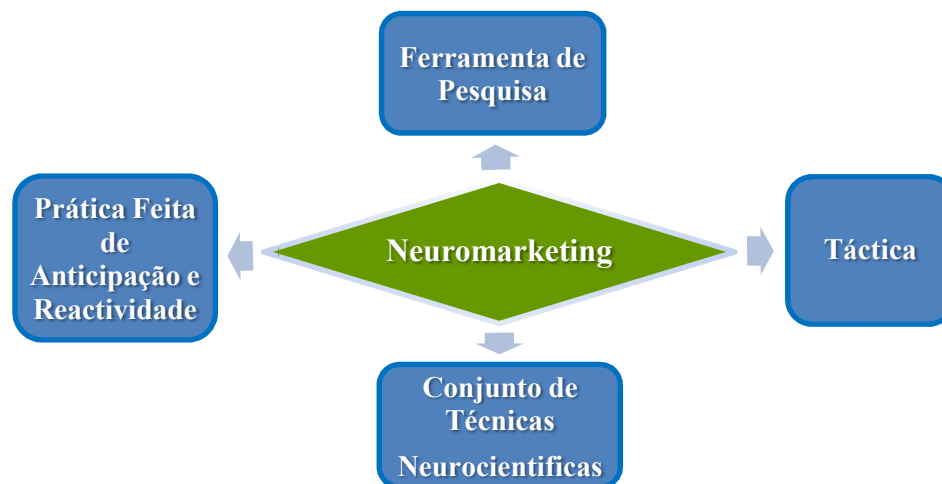 Ferramenta de
Pesquisa
Prática Feita
de
Anticipação e
Reactividade
Neuromarketing
Táctica
Conjunto de
Técnicas
Neurocientificas